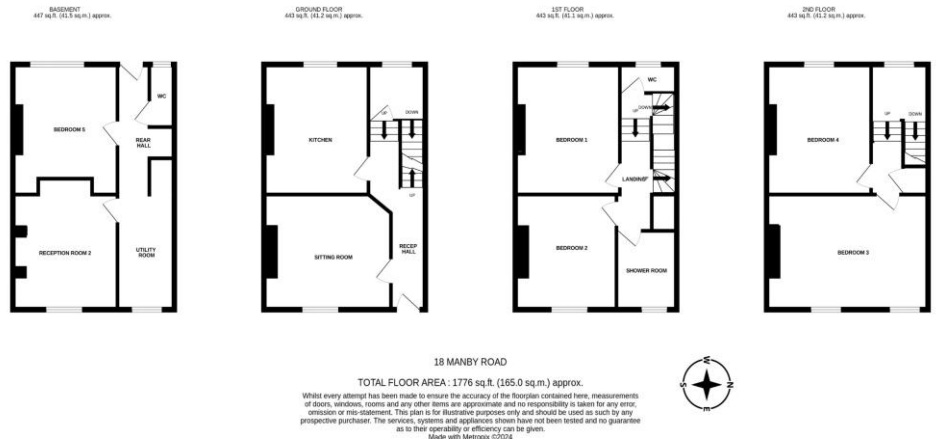 BASEMENT
447 sq.ft. (41.5 sq.m.) approx.
GROUND FLOOR
443 sq.ft. (41.2 sq.m.) approx.
1ST FLOOR
443 sq.ft. (41.1 sq.m.) approx.
2ND FLOOR
443 sq.ft. (41.2 sq.m.) approx.
WC
BEDROOM 5
REAR
HALL
RECEPTION ROOM 2
UTILITY
ROOM
UP
DOWN
KITCHEN
UP
SITTING ROOM
RECEP
HALL
WC
DOWN
UP
BEDROOM 1
LANDING
UP
BEDROOM 2
SHOWER ROOM
UP
DOWN
BEDROOM 4
BEDROOM 3
18 MANBY ROAD
TOTAL FLOOR AREA : 1776 sq.ft. (165.0 sq.m.) approx.
Whilst every attempt has been made to ensure the accuracy of the floorplan contained here, measurements
of doors, windows, rooms and any other items are approximate and no responsibility is taken for any error,
omission or mis-statement. This plan is for illustrative purposes only and should be used as such by any
prospective purchaser. The services, systems and appliances shown have not been tested and no guarantee
as to their operability or efficiency can be given.
Made with Metropix ©2024
W
N
S
E